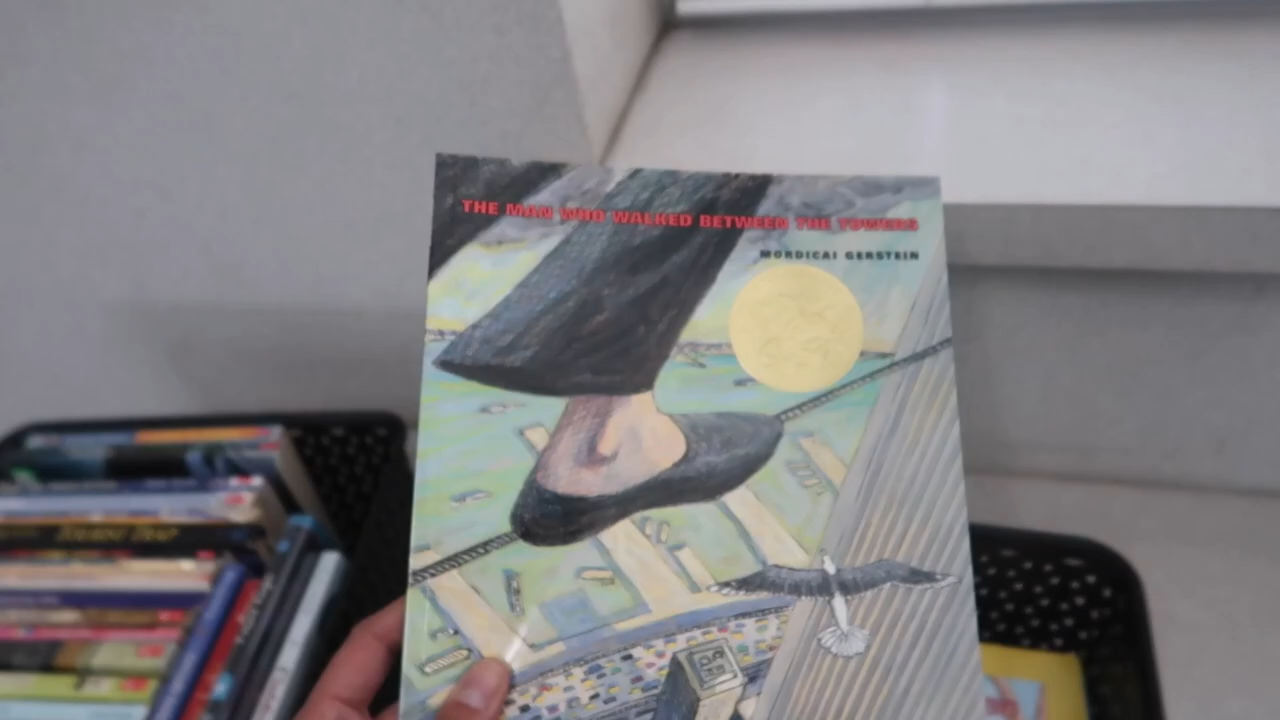 THE MAN WHO WALKED BETWEEN THE TOWERS
MORDICAI GERSTEIN